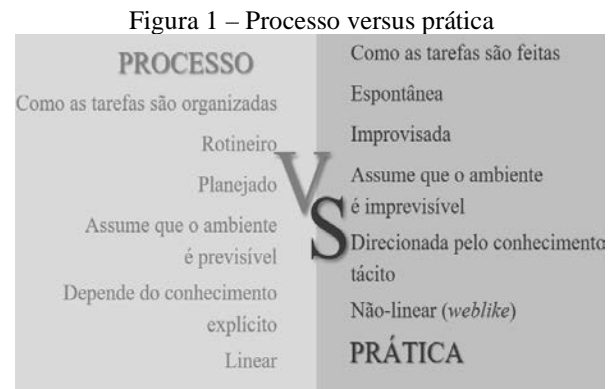 Figura 1 – Processo versus prática
PROCESSO
Como as tarefas são organizadas
Rotineiro
Planejado
Assume que o ambiente
é previsível
Depende do conhecimento
explícito
Linear
VS
Como as tarefas são feitas
Espontânea
Improvisada
Assume que o ambiente
é imprevisível
Direcionada pelo conhecimento
tácito
Não-linear (weblike)
PRÁTICA